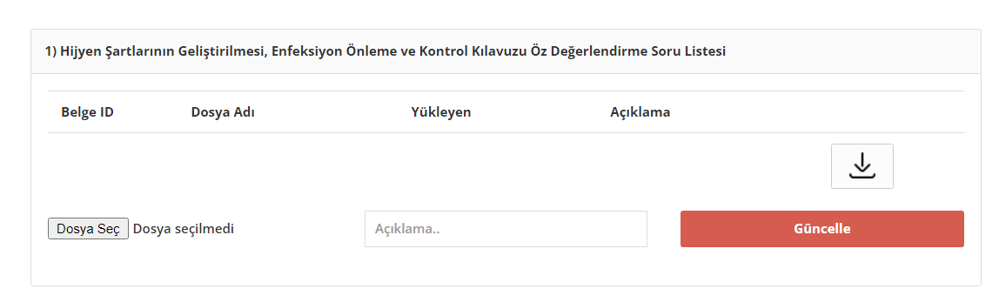 1) Hijyen Şartlarının Geliştirilmesi, Enfeksiyon Önleme ve Kontrol Kılavuzu Öz Değerlendirme Soru Listesi
Belge ID Dosya Adı Yükleyen Açıklama
Dosya Seç Dosya seçilmedi Açıklama.. Güncelle